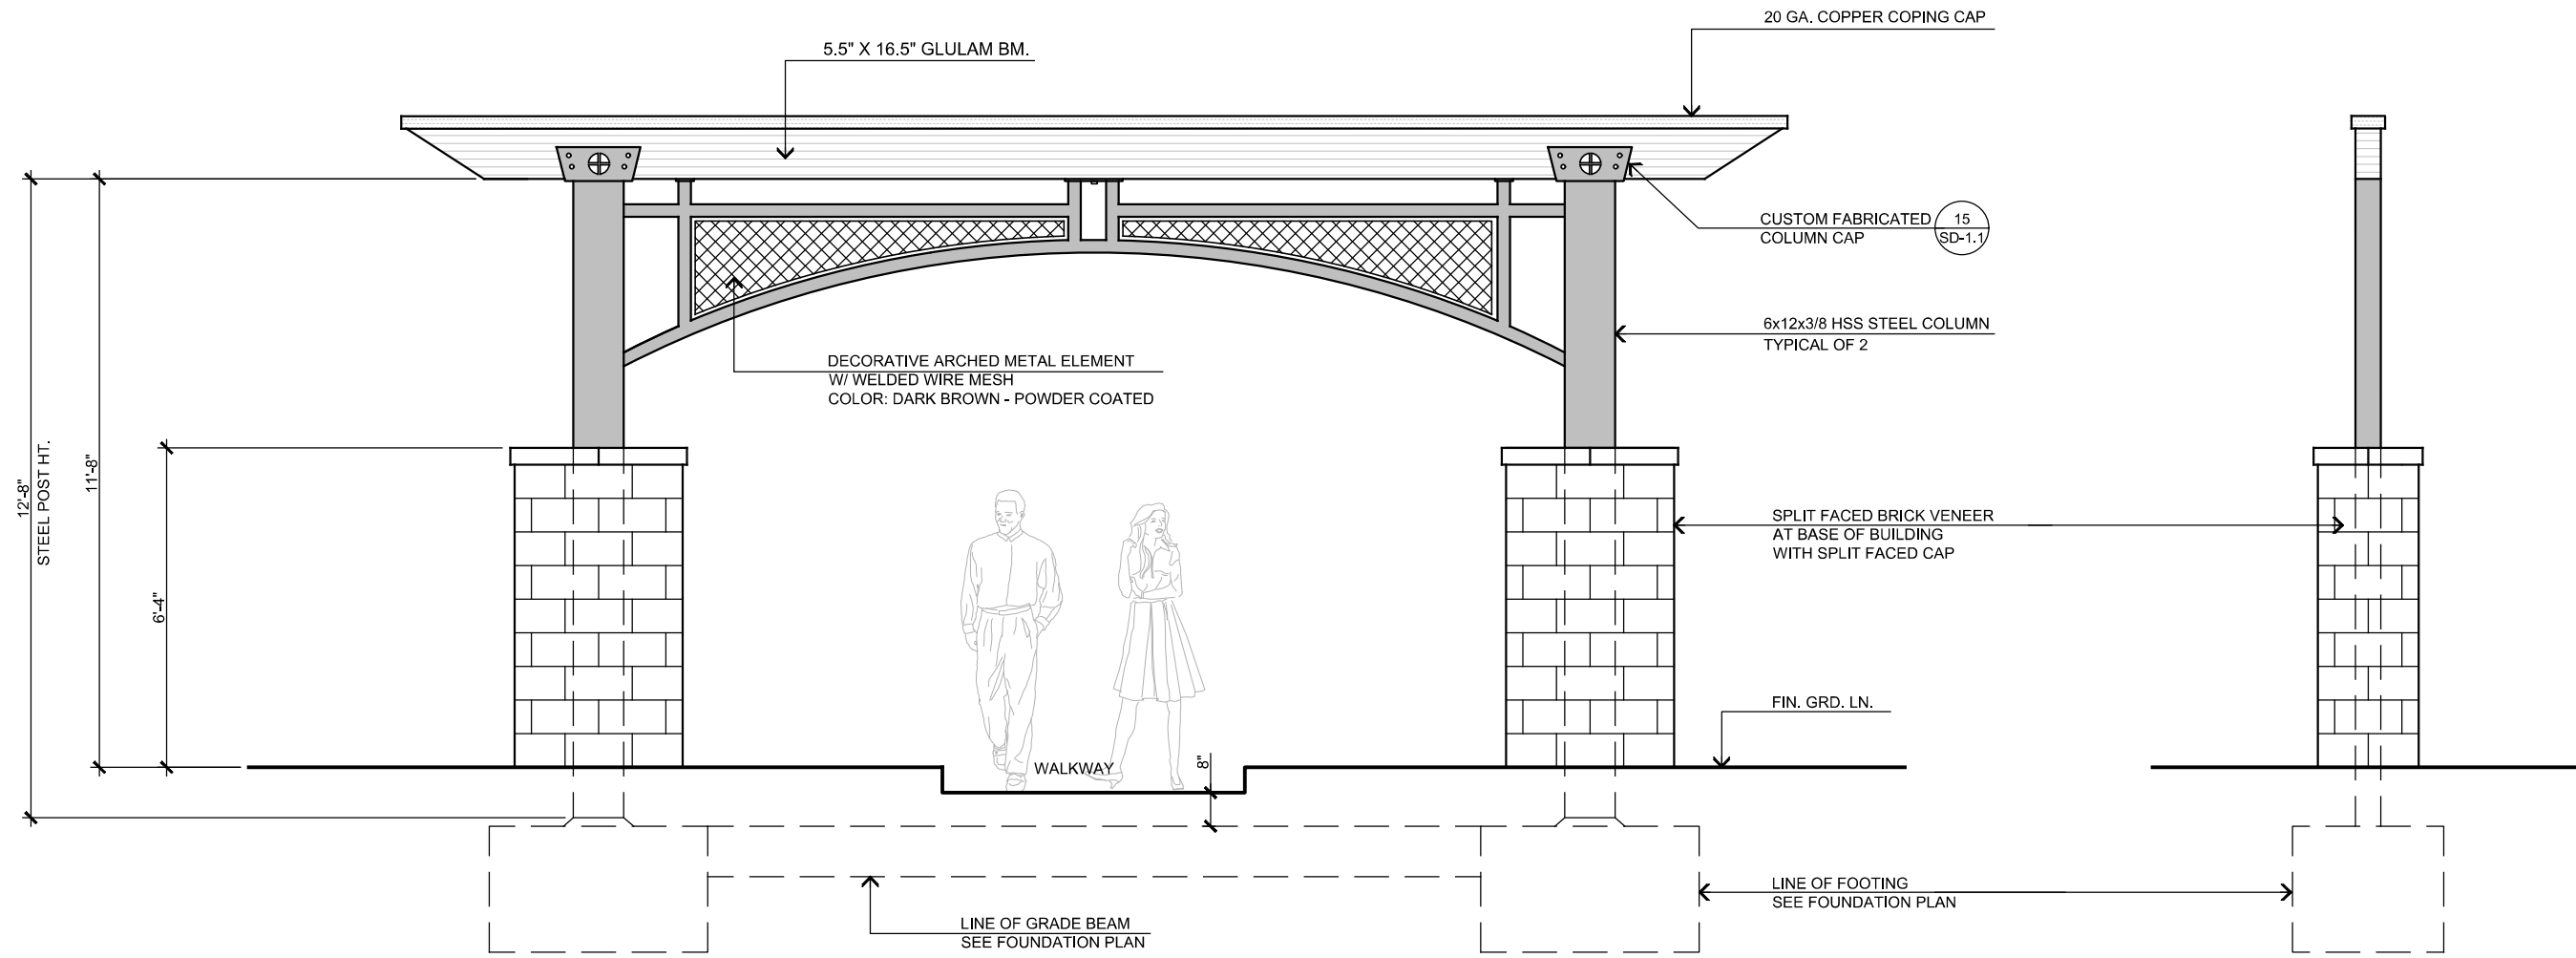 20 GA. COPPER COPING CAP
5.5" X 16.5" GLULAM BM.
CUSTOM FABRICATED
COLUMN CAP
15
SD-1.1
6x12x3/8 HSS STEEL COLUMN
TYPICAL OF 2
DECORATIVE ARCHED METAL ELEMENT
W/ WELDED WIRE MESH
COLOR: DARK BROWN - POWDER COATED
12'-8"
STEEL POST HT.
11'-8"
6'-4"
SPLIT FACED BRICK VENEER
AT BASE OF BUILDING
WITH SPLIT FACED CAP
FIN. GRD. LN.
WALKWAY
8"
LINE OF FOOTING
SEE FOUNDATION PLAN
LINE OF GRADE BEAM
SEE FOUNDATION PLAN